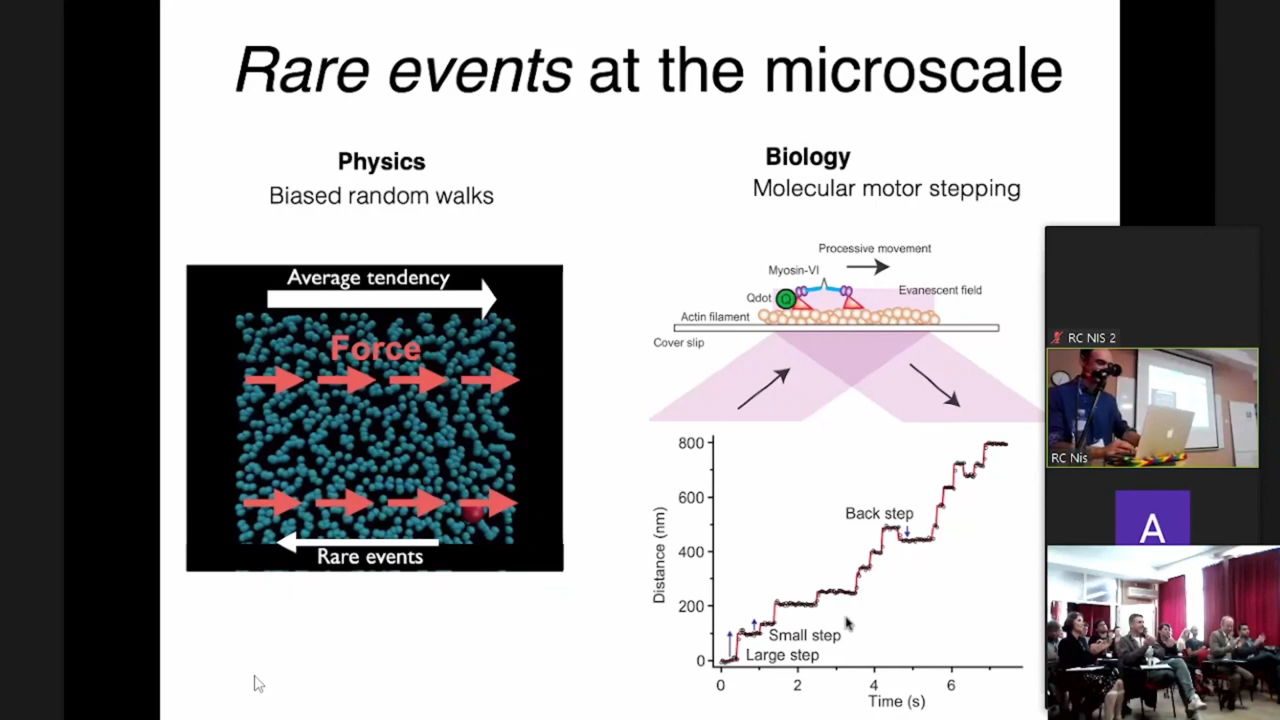 Rare events at the microscale
Physics
Biased random walks
Average tendency
Force
Rare events
Biology
Molecular motor stepping
Processive movement
Myosin-VI
Qdot
Q
Evanescent field
Actin filament
Cover slip
800
600
400
200
0
Distance (nm)
Back step
Small step
Large step
0 2 4 6
Time (s)
RC NIS 2
RC Nis
A